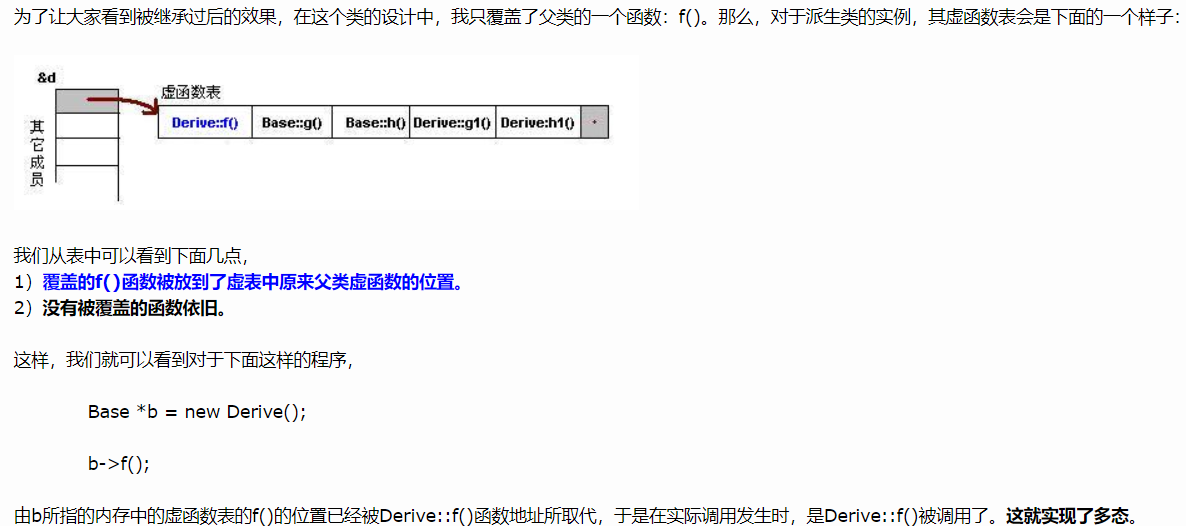 为了让大家看到被继承过后的效果，在这个类的设计中，我只覆盖了父类的一个函数：f()。那么，对于派生类的实例，其虚函数表会是下面的一个样子：
&d
虚函数表
Derive::f() Base::g() Base::h() Derive::g1() Derive:h1()
其它成员
我们从表中可以看到下面几点，
1）覆盖的f()函数被放到了虚表中原来父类虚函数的位置。
2）没有被覆盖的函数依旧。
这样，我们就可以看到对于下面这样的程序，
Base *b = new Derive();
b->f();
由b所指的内存中的虚函数表的f()的位置已经被Derive::f()函数地址所取代，于是在实际调用发生时，是Derive::f()被调用了。这就实现了多态。